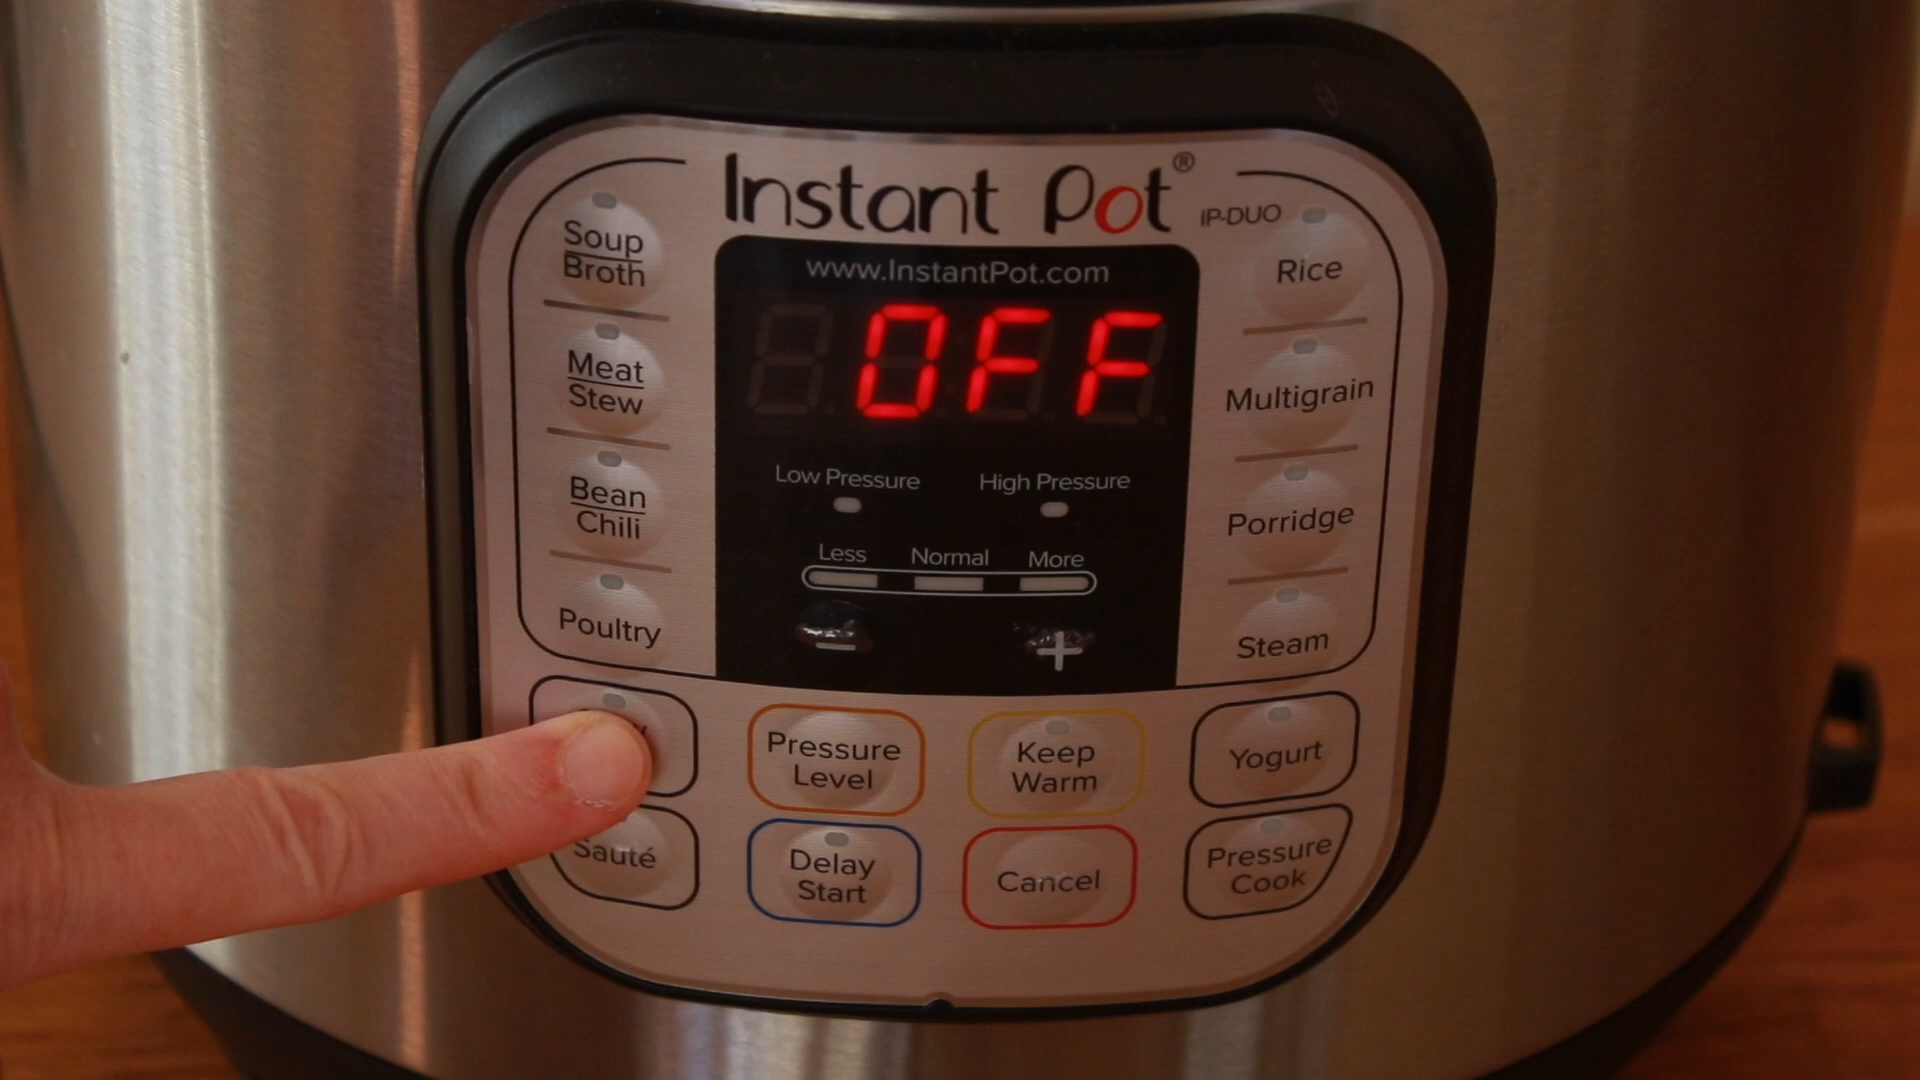 Instant Pot®
IP-DUO
www.InstantPot.com
OFF
Low Pressure
High Pressure
Less
Normal
More
−
+
Soup
Broth
Meat
Stew
Bean
Chili
Poultry
Rice
Multigrain
Porridge
Steam
Pressure
Level
Keep
Warm
Yogurt
Sauté
Delay
Start
Cancel
Pressure
Cook